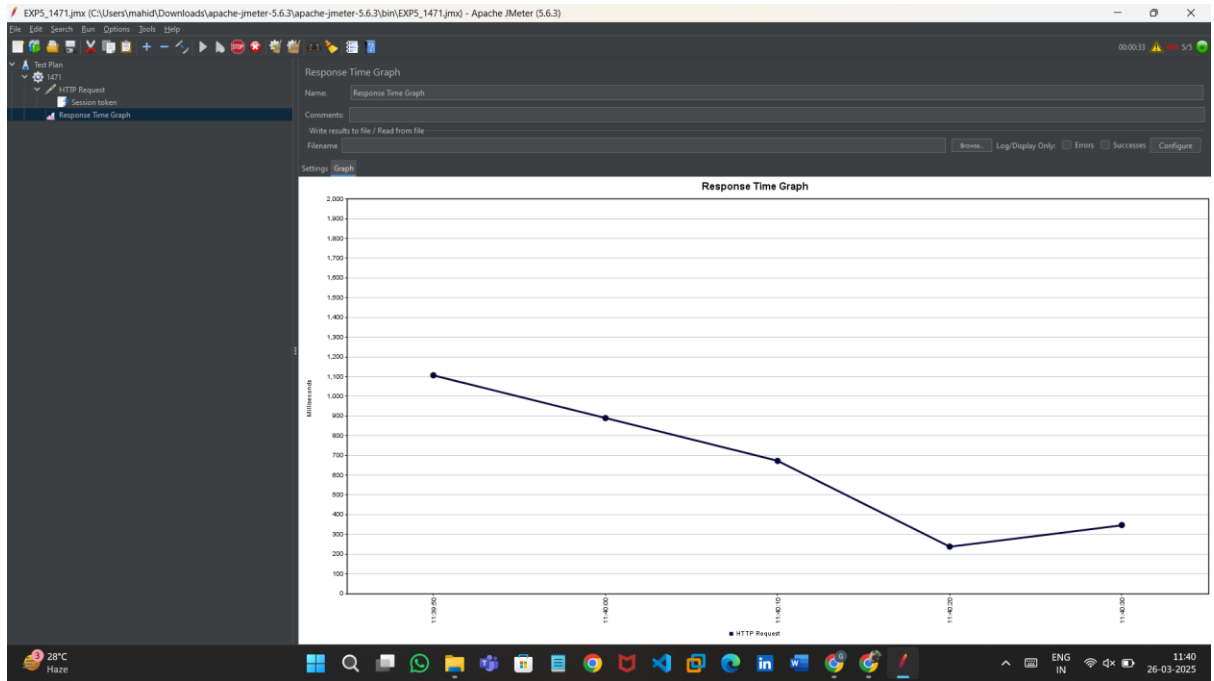 EXP5_1471.jmx (C:\Users\mahid\Downloads\apache-jmeter-5.6.3\apache-jmeter-5.6.3\bin\EXP5_1471.jmx) - Apache JMeter (5.6.3)
File Edit Search Run Options Tools Help
STOP
00:00:33
5/5
Test Plan
1471
HTTP Request
Session token
Response Time Graph
Response Time Graph
Name: Response Time Graph
Comments:
Write results to file / Read from file
Filename
Browse... Log/Display Only: Errors Successes Configure
Settings Graph
Response Time Graph
2,000
1,900
1,800
1,700
1,600
1,500
1,400
1,300
1,200
1,100
1,000
900
800
700
600
500
400
300
200
100
0
Milliseconds
11:39:50
11:40:00
11:40:10
11:40:20
11:40:30
HTTP Request
3
28°C
Haze
ENG
IN
11:40
26-03-2025